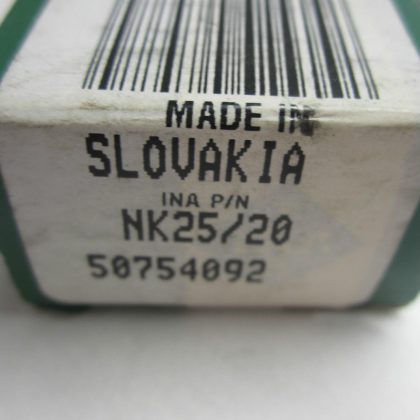 MADE IN
SLOVAKIA
INA P/N
NK25/20
50754092